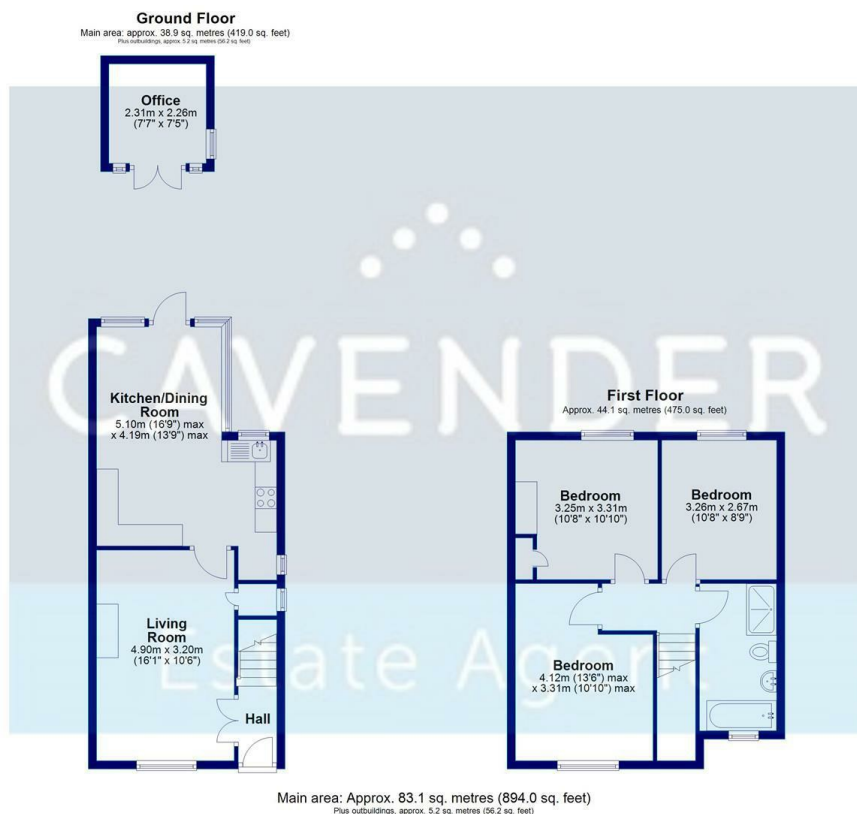 Ground Floor
Main area: approx. 38.9 sq. metres (419.0 sq. feet)
Plus outbuildings, approx. 5.2 sq. metres (56.2 sq. feet)
Office
2.31m x 2.26m
(7'7" x 7'5")
CAVENDER
Estate Agent
Kitchen/Dining
Room
5.10m (16'9") max
x 4.19m (13'9") max
Living
Room
4.90m x 3.20m
(16'1" x 10'6")
Hall
First Floor
Approx. 44.1 sq. metres (475.0 sq. feet)
Bedroom
3.25m x 3.31m
(10'8" x 10'10")
Bedroom
3.26m x 2.67m
(10'8" x 8'9")
Bedroom
4.12m (13'6") max
x 3.31m (10'10") max
Main area: Approx. 83.1 sq. metres (894.0 sq. feet)
Plus outbuildings, approx. 5.2 sq. metres (56.2 sq. feet)